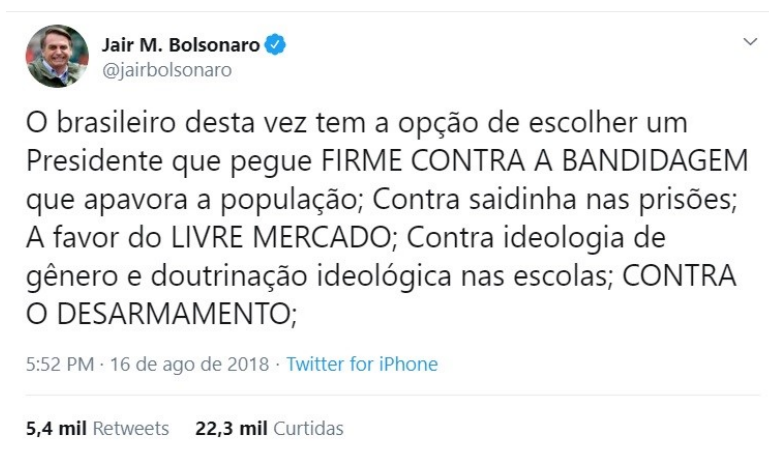 Jair M. Bolsonaro
@jairbolsonaro
O brasileiro desta vez tem a opção de escolher um
Presidente que pegue FIRME CONTRA A BANDIDAGEM
que apavora a população; Contra saidinha nas prisões;
A favor do LIVRE MERCADO; Contra ideologia de
gênero e doutrinação ideológica nas escolas; CONTRA
O DESARMAMENTO;
5:52 PM · 16 de ago de 2018 · Twitter for iPhone
5,4 mil Retweets 22,3 mil Curtidas